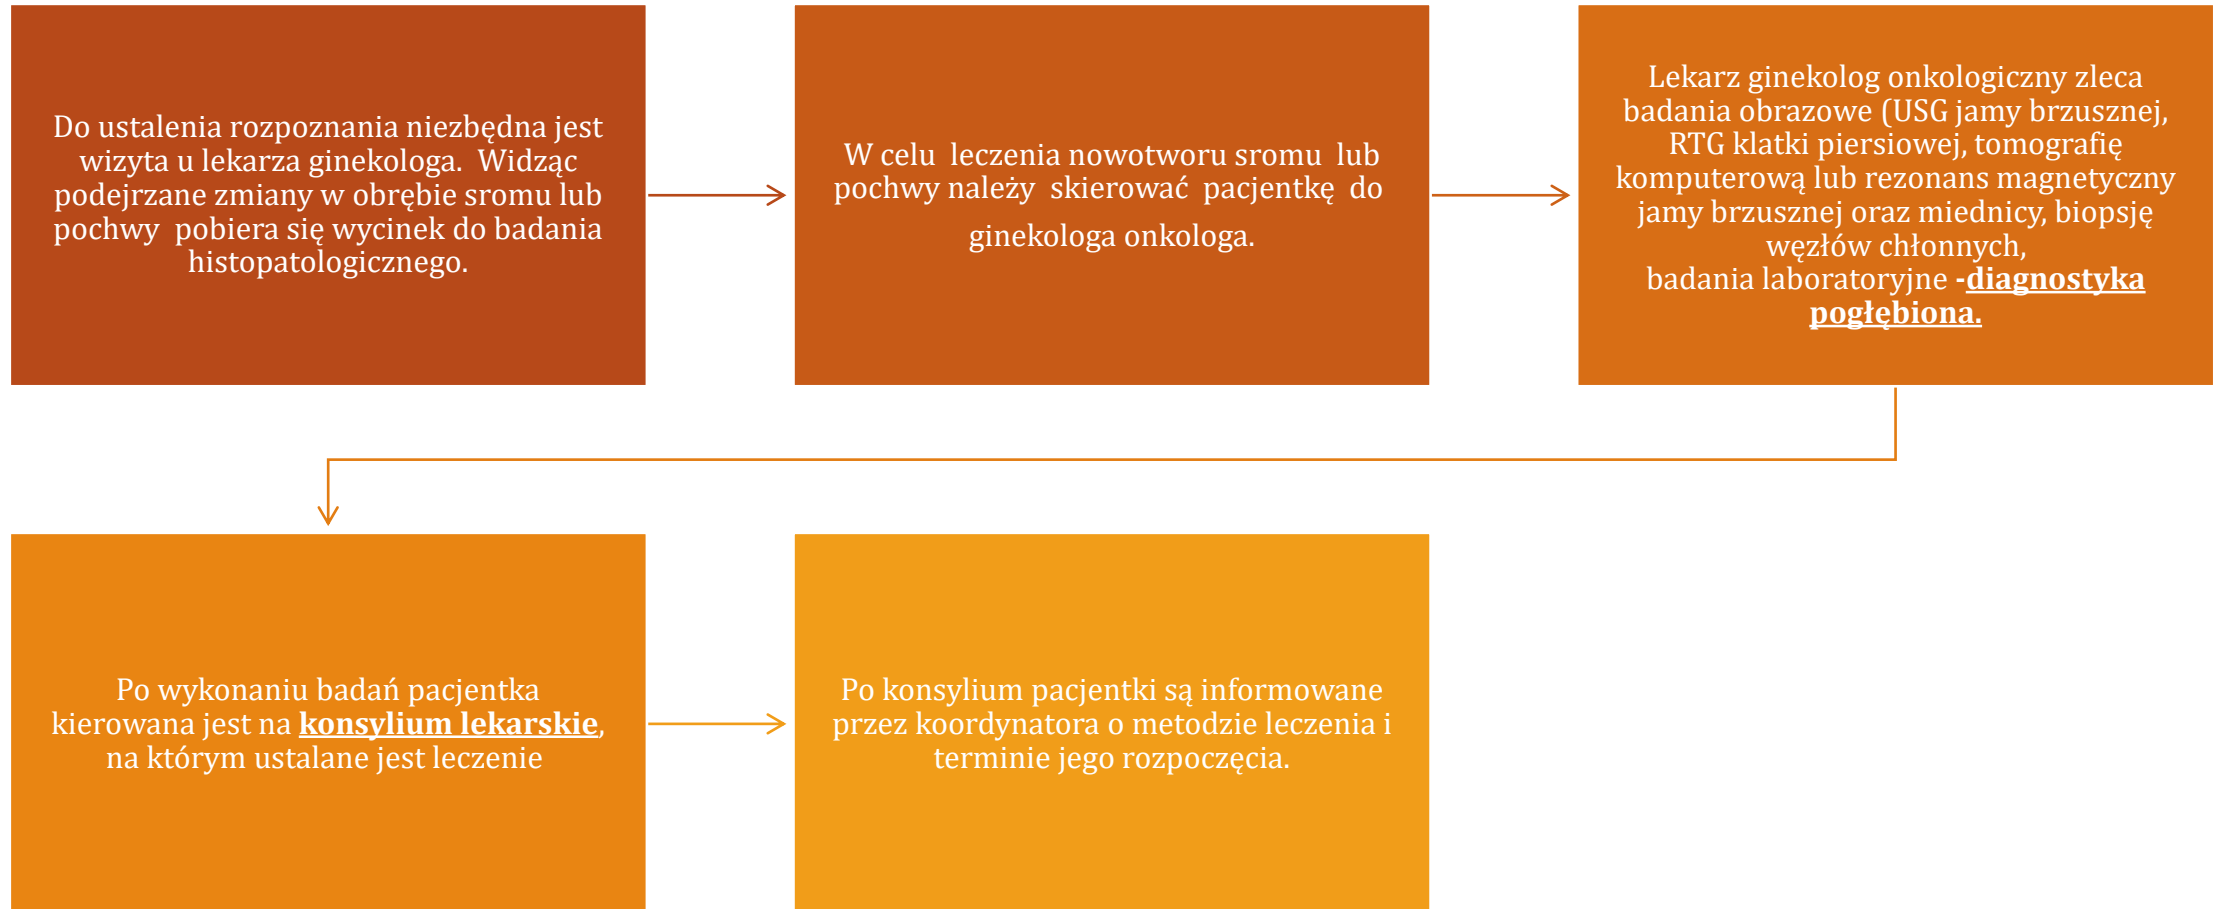 Do ustalenia rozpoznania niezbędna jest
wizyta u lekarza ginekologa.  Widząc
podejrzane zmiany w obrębie sromu lub
pochwy  pobiera się wycinek do badania
histopatologicznego.
W celu  leczenia nowotworu sromu  lub
pochwy należy  skierować  pacjentkę  do
ginekologa onkologa.
Lekarz ginekolog onkologiczny zleca
badania obrazowe (USG jamy brzusznej,
RTG klatki piersiowej, tomografię
komputerową lub rezonans magnetyczny
jamy brzusznej oraz miednicy, biopsję
węzłów chłonnych,
badania laboratoryjne -diagnostyka
pogłębiona.
Po wykonaniu badań pacjentka
kierowana jest na konsylium lekarskie,
na którym ustalane jest leczenie
Po konsylium pacjentki są informowane
przez koordynatora o metodzie leczenia i
terminie jego rozpoczęcia.